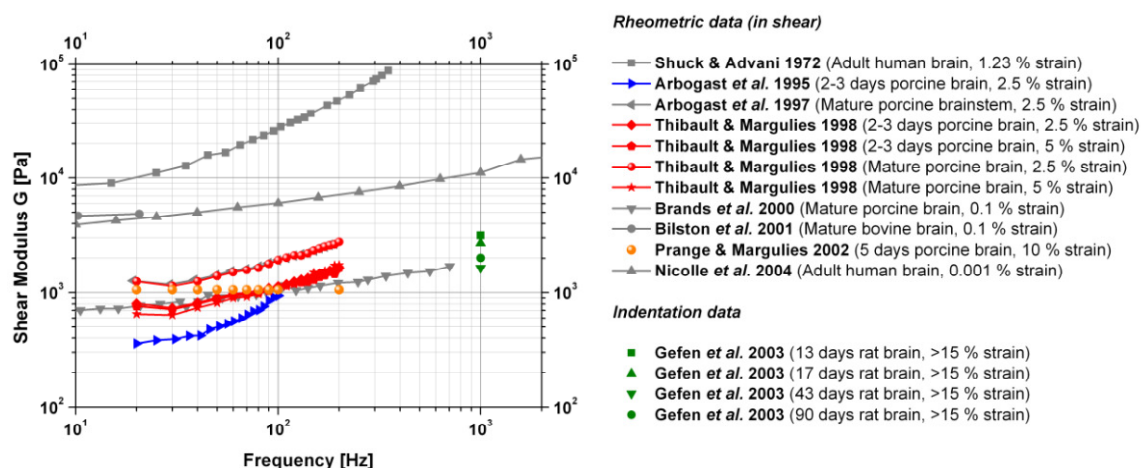 10¹ 10² 10³
10⁵ 10⁵
10⁴ 10⁴
10³ 10³
10² 10²
10¹ 10² 10³
Shear Modulus G [Pa]
Frequency [Hz]
Rheometric data (in shear)
Shuck & Advani 1972 (Adult human brain, 1.23 % strain)
Arbogast et al. 1995 (2-3 days porcine brain, 2.5 % strain)
Arbogast et al. 1997 (Mature porcine brainstem, 2.5 % strain)
Thibault & Margulies 1998 (2-3 days porcine brain, 2.5 % strain)
Thibault & Margulies 1998 (2-3 days porcine brain, 5 % strain)
Thibault & Margulies 1998 (Mature porcine brain, 2.5 % strain)
Thibault & Margulies 1998 (Mature porcine brain, 5 % strain)
Brands et al. 2000 (Mature porcine brain, 0.1 % strain)
Bilston et al. 2001 (Mature bovine brain, 0.1 % strain)
Prange & Margulies 2002 (5 days porcine brain, 10 % strain)
Nicolle et al. 2004 (Adult human brain, 0.001 % strain)
Indentation data
Gefen et al. 2003 (13 days rat brain, >15 % strain)
Gefen et al. 2003 (17 days rat brain, >15 % strain)
Gefen et al. 2003 (43 days rat brain, >15 % strain)
Gefen et al. 2003 (90 days rat brain, >15 % strain)